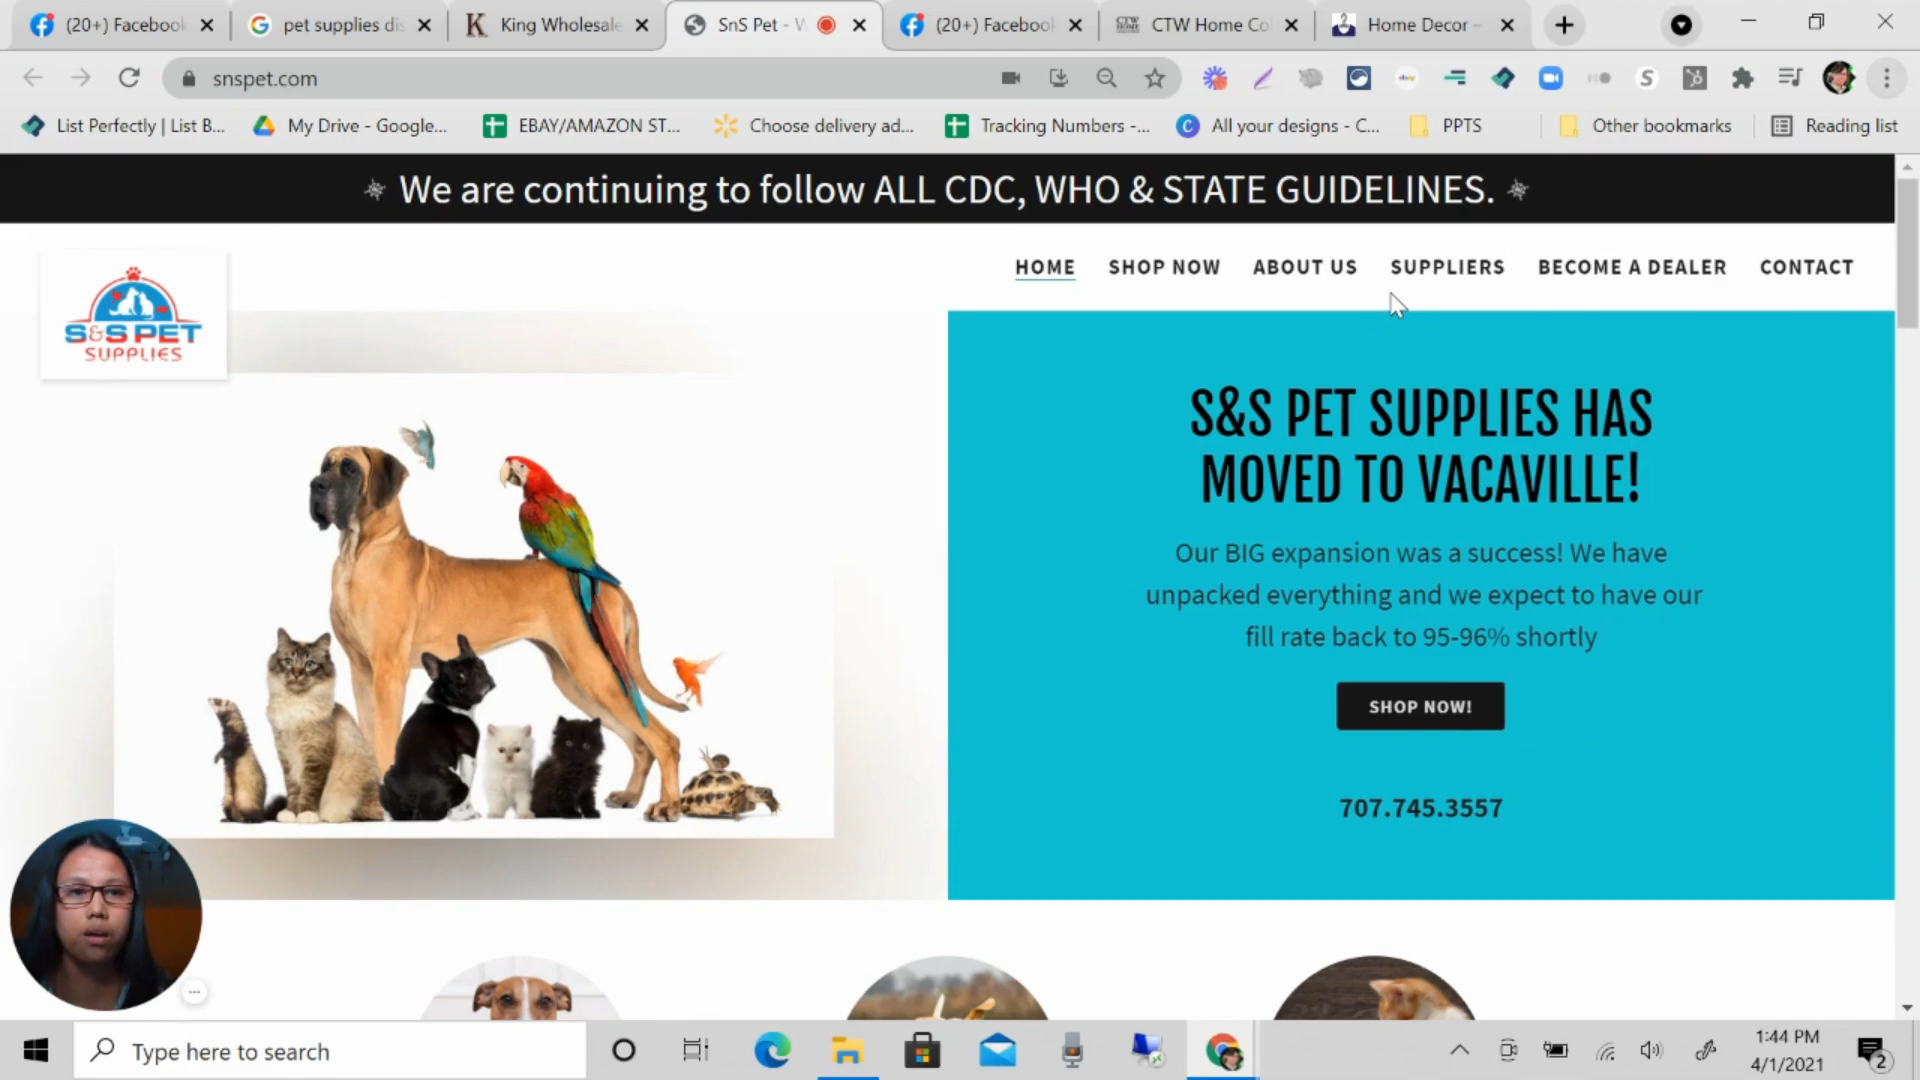 (20+) Facebook
pet supplies dis
King Wholesale
SnS Pet - W
(20+) Facebook
CTW Home Co
Home Decor –
snspet.com
List Perfectly | List B...
My Drive - Google...
EBAY/AMAZON ST...
Choose delivery ad...
Tracking Numbers -...
All your designs - C...
PPTS
Other bookmarks
Reading list
We are continuing to follow ALL CDC, WHO & STATE GUIDELINES.
S&S PET
SUPPLIES
HOME
SHOP NOW
ABOUT US
SUPPLIERS
BECOME A DEALER
CONTACT
S&S PET SUPPLIES HAS
MOVED TO VACAVILLE!
Our BIG expansion was a success! We have
unpacked everything and we expect to have our
fill rate back to 95-96% shortly
SHOP NOW!
707.745.3557
Type here to search
1:44 PM
4/1/2021
2